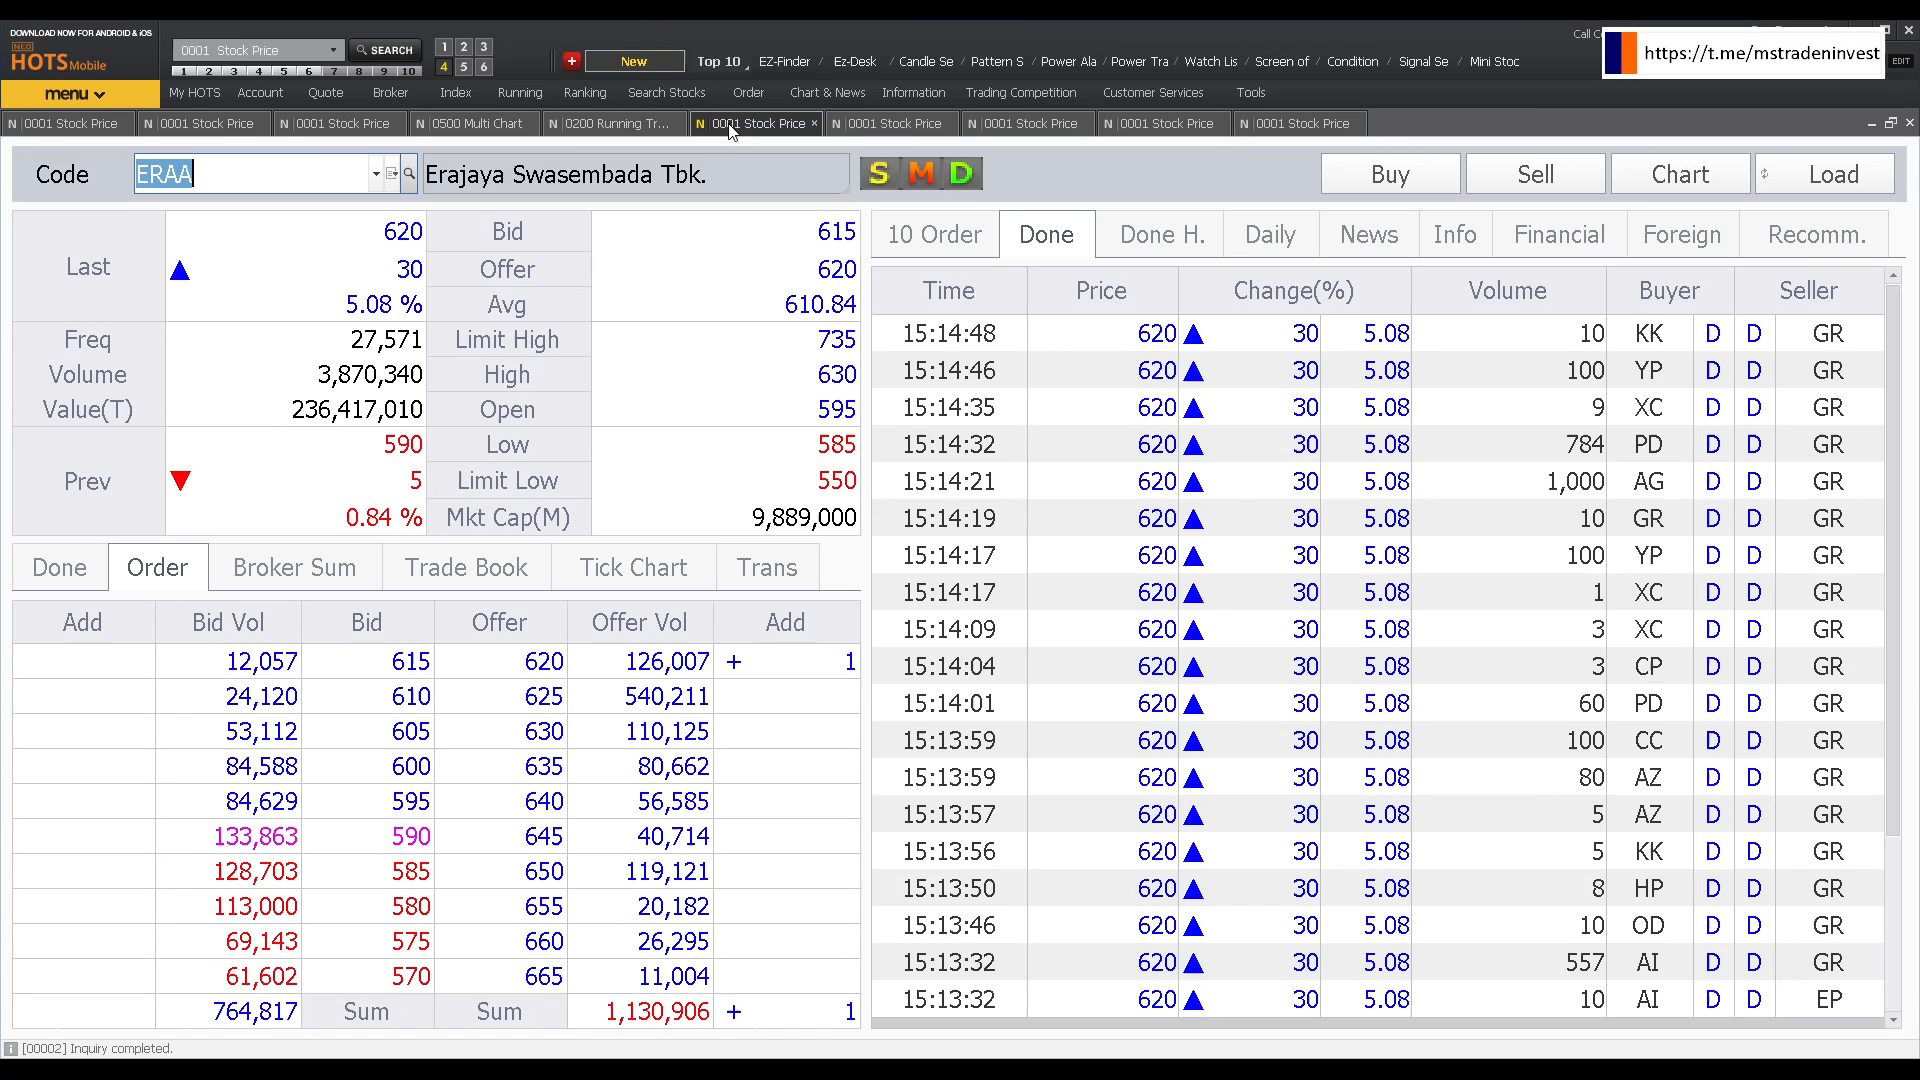 DOWNLOAD NOW FOR ANDROID & iOS
NEO
HOTS Mobile
0001 Stock Price
SEARCH
1 2 3
4 5 6
1 2 3 4 5 6 7 8 9 10
New
Top 10 EZ-Finder / Ez-Desk / Candle Se / Pattern S / Power Ala / Power Tra / Watch Lis / Screen of / Condition / Signal Se / Mini Stoc
https://t.me/mstradeninvest
EDIT
menu
My HOTS Account Quote Broker Index Running Ranking Search Stocks Order Chart & News Information Trading Competition Customer Services Tools
N 0001 Stock Price N 0001 Stock Price N 0001 Stock Price N 0500 Multi Chart N 0200 Running Tr... N 0001 Stock Price × N 0001 Stock Price N 0001 Stock Price N 0001 Stock Price N 0001 Stock Price
Code ERAA Erajaya Swasembada Tbk. S M D Buy Sell Chart Load
Last 620 Bid 615
▲ 30 Offer 620
5.08 % Avg 610.84
Freq 27,571 Limit High 735
Volume 3,870,340 High 630
Value(T) 236,417,010 Open 595
590 Low 585
Prev ▼ 5 Limit Low 550
0.84 % Mkt Cap(M) 9,889,000
Done Order Broker Sum Trade Book Tick Chart Trans
Add Bid Vol Bid Offer Offer Vol Add
12,057 615 620 126,007 + 1
24,120 610 625 540,211
53,112 605 630 110,125
84,588 600 635 80,662
84,629 595 640 56,585
133,863 590 645 40,714
128,703 585 650 119,121
113,000 580 655 20,182
69,143 575 660 26,295
61,602 570 665 11,004
764,817 Sum Sum 1,130,906 + 1
10 Order Done Done H. Daily News Info Financial Foreign Recomm.
Time Price Change(%) Volume Buyer Seller
15:14:48 620 ▲ 30 5.08 10 KK D D GR
15:14:46 620 ▲ 30 5.08 100 YP D D GR
15:14:35 620 ▲ 30 5.08 9 XC D D GR
15:14:32 620 ▲ 30 5.08 784 PD D D GR
15:14:21 620 ▲ 30 5.08 1,000 AG D D GR
15:14:19 620 ▲ 30 5.08 10 GR D D GR
15:14:17 620 ▲ 30 5.08 100 YP D D GR
15:14:17 620 ▲ 30 5.08 1 XC D D GR
15:14:09 620 ▲ 30 5.08 3 XC D D GR
15:14:04 620 ▲ 30 5.08 3 CP D D GR
15:14:01 620 ▲ 30 5.08 60 PD D D GR
15:13:59 620 ▲ 30 5.08 100 CC D D GR
15:13:59 620 ▲ 30 5.08 80 AZ D D GR
15:13:57 620 ▲ 30 5.08 5 AZ D D GR
15:13:56 620 ▲ 30 5.08 5 KK D D GR
15:13:50 620 ▲ 30 5.08 8 HP D D GR
15:13:46 620 ▲ 30 5.08 10 OD D D GR
15:13:32 620 ▲ 30 5.08 557 AI D D GR
15:13:32 620 ▲ 30 5.08 10 AI D D EP
[00002] Inquiry completed.